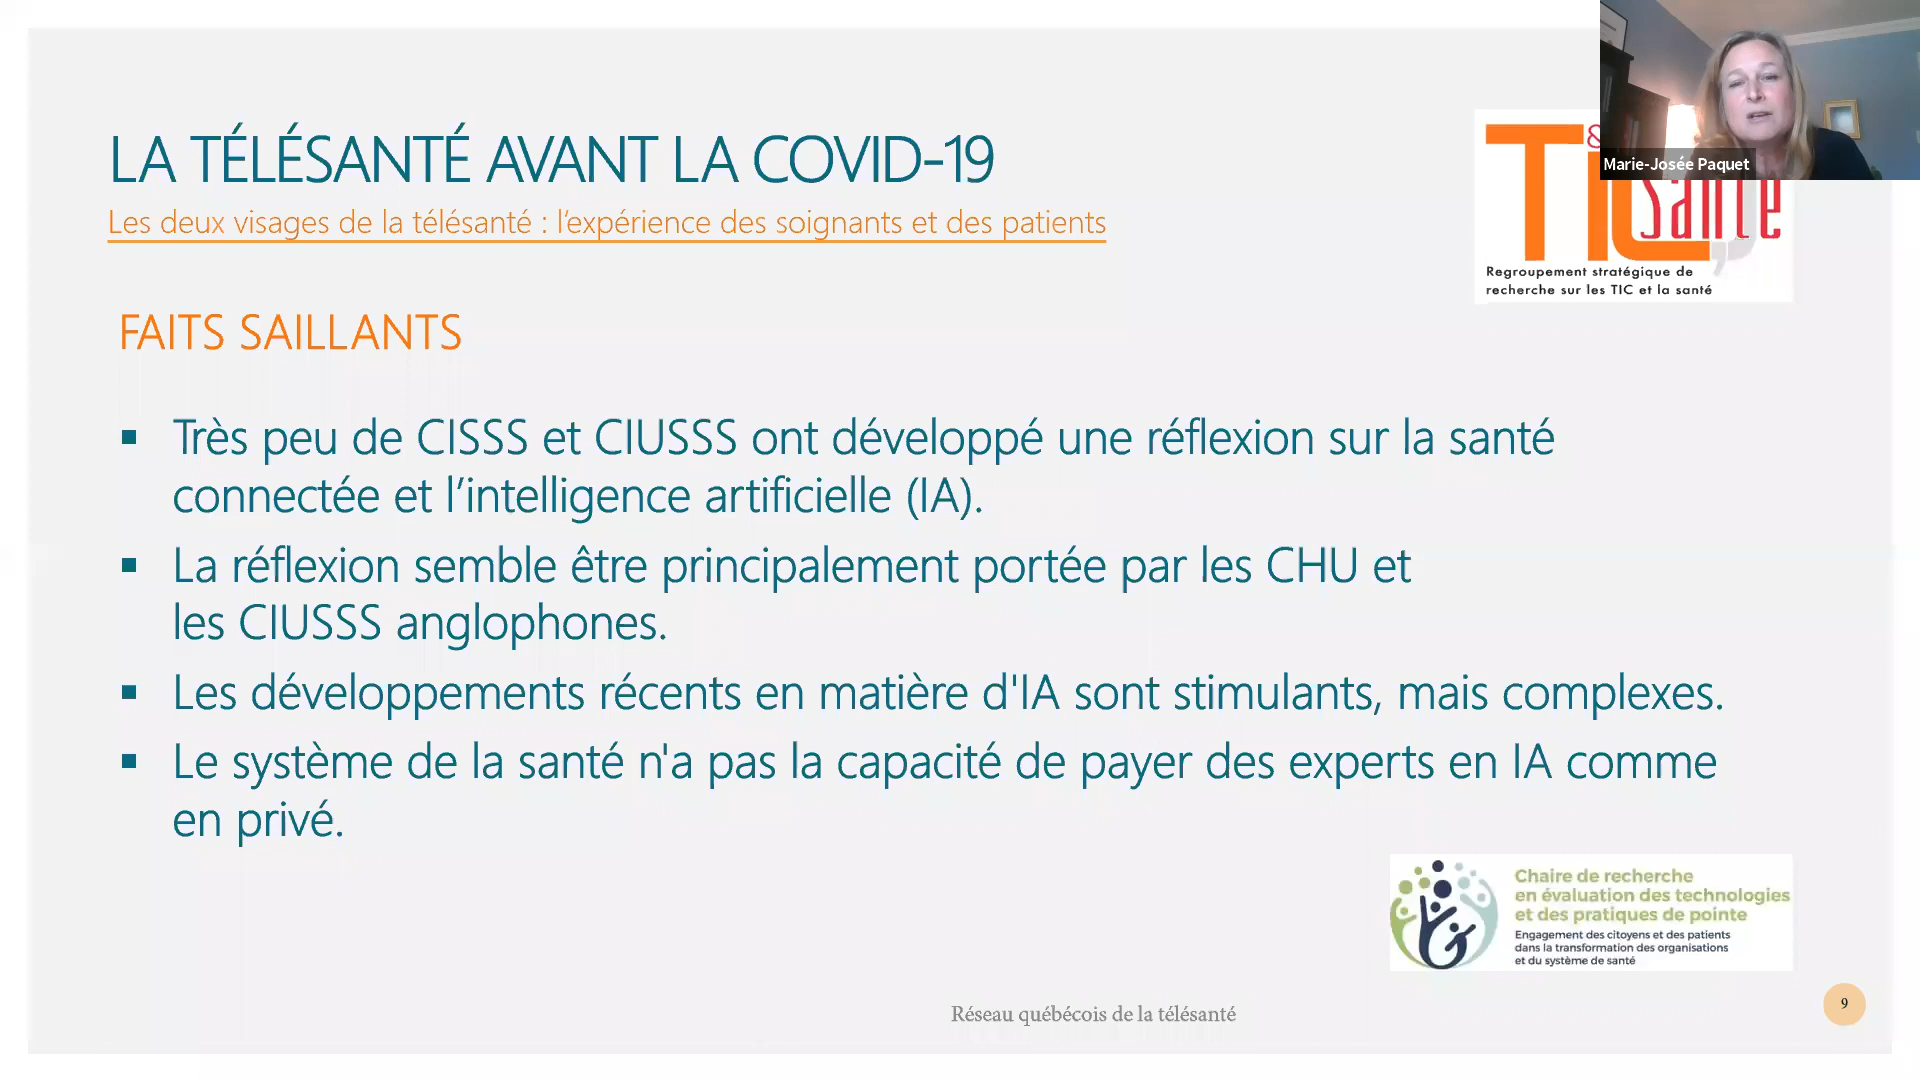 LA TÉLÉSANTÉ AVANT LA COVID-19
Les deux visages de la télésanté : l’expérience des soignants et des patients
Marie-Josée Paquet
TIC
&
santé
Regroupement stratégique de
recherche sur les TIC et la santé
FAITS SAILLANTS
▪ Très peu de CISSS et CIUSSS ont développé une réflexion sur la santé
connectée et l’intelligence artificielle (IA).
▪ La réflexion semble être principalement portée par les CHU et
les CIUSSS anglophones.
▪ Les développements récents en matière d'IA sont stimulants, mais complexes.
▪ Le système de la santé n'a pas la capacité de payer des experts en IA comme
en privé.
Chaire de recherche
en évaluation des technologies
et des pratiques de pointe
Engagement des citoyens et des patients
dans la transformation des organisations
et du système de santé
Réseau québécois de la télésanté
9